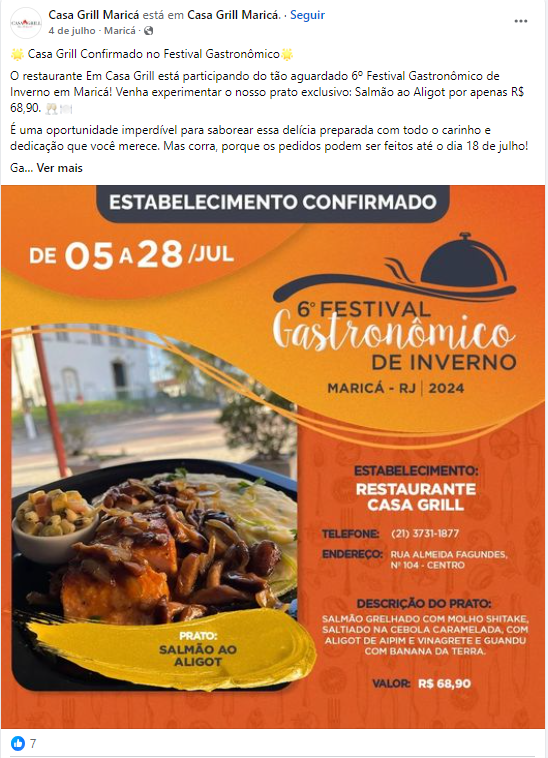 Casa Grill Maricá está em Casa Grill Maricá. · Seguir
4 de julho · Maricá ·
🌟 Casa Grill Confirmado no Festival Gastronômico 🌟
O restaurante Em Casa Grill está participando do tão aguardado 6º Festival Gastronômico de
Inverno em Maricá! Venha experimentar o nosso prato exclusivo: Salmão ao Aligot por apenas R$
68,90. 🥂🍽️
É uma oportunidade imperdível para saborear essa delícia preparada com todo o carinho e
dedicação que você merece. Mas corra, porque os pedidos podem ser feitos até o dia 18 de julho!
Ga... Ver mais
ESTABELECIMENTO CONFIRMADO
DE 05 A 28 /JUL
6º FESTIVAL
Gastronômico
DE INVERNO
MARICÁ - RJ | 2024
ESTABELECIMENTO:
RESTAURANTE
CASA GRILL
TELEFONE: (21) 3731-1877
ENDEREÇO: RUA ALMEIDA FAGUNDES,
Nº 104 - CENTRO
DESCRIÇÃO DO PRATO:
SALMÃO GRELHADO COM MOLHO SHITAKE,
SALTIADO NA CEBOLA CARAMELADA, COM
ALIGOT DE AIPIM E VINAGRETE E GUANDU
COM BANANA DA TERRA.
VALOR: R$ 68,90
PRATO:
SALMÃO AO
ALIGOT
7